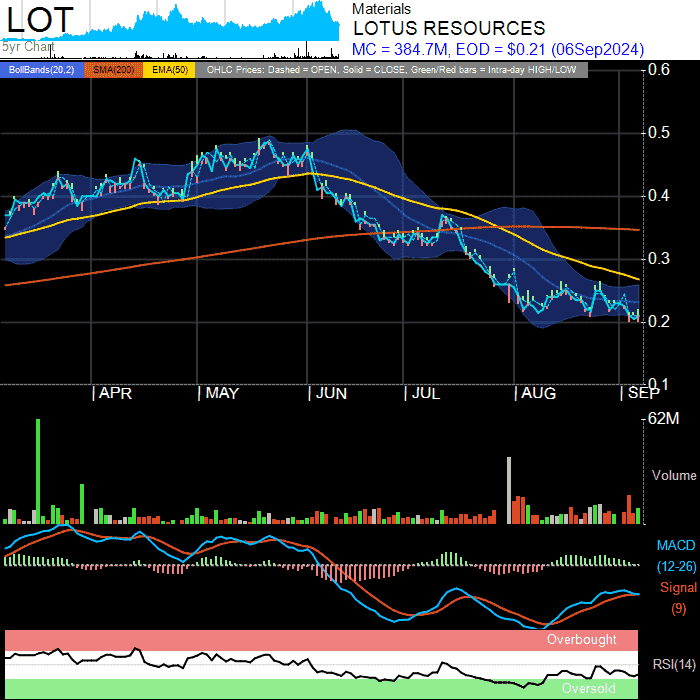 LOT
5yr Chart
Materials
LOTUS RESOURCES
MC = 384.7M, EOD = $0.21 (06Sep2024)
BollBands(20,2) SMA(200) EMA(50) OHLC Prices: Dashed = OPEN, Solid = CLOSE, Green/Red bars = Intra-day HIGH/LOW
0.6
0.5
0.4
0.3
0.2
0.1
APR MAY JUN JUL AUG SEP
62M
Volume
MACD
(12-26)
Signal
(9)
Overbought
RSI(14)
Oversold